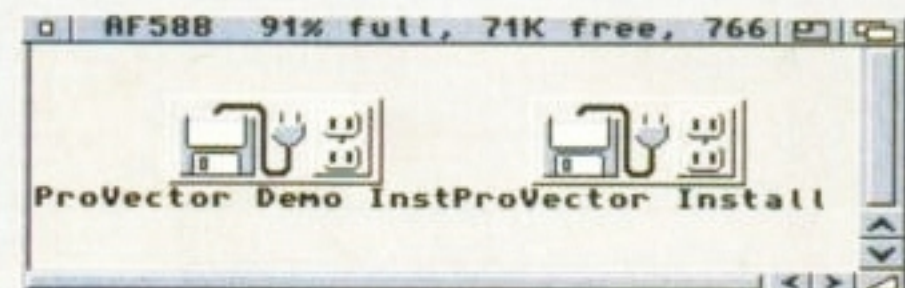 AF58B 91% full, 71K free, 766
ProVector Demo InstProVector Install